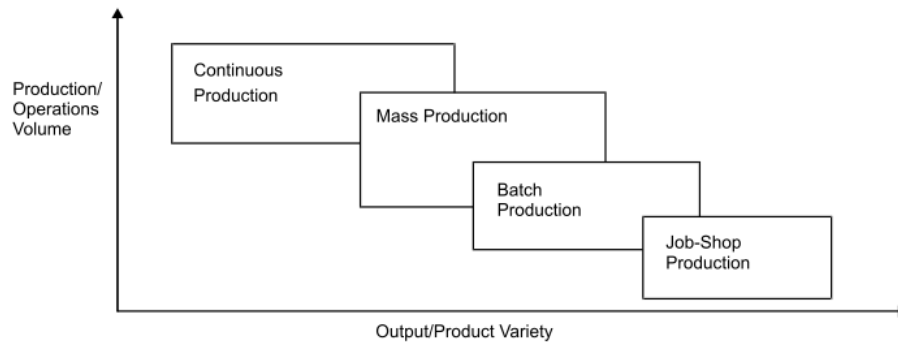 Continuous
Production
Production/
Operations
Volume
Mass Production
Batch
Production
Job-Shop
Production
Output/Product Variety